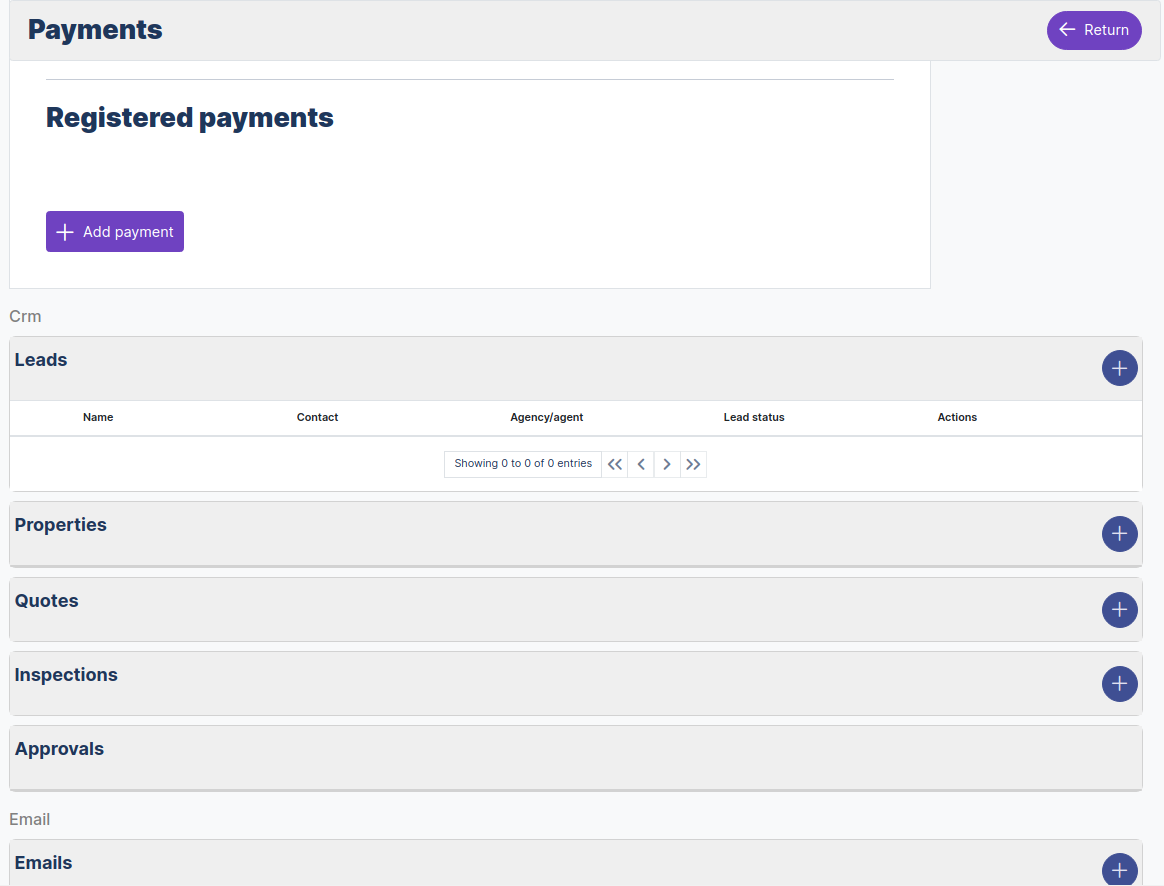 Payments
Return
Registered payments
Add payment
Crm
Leads
Name Contact Agency/agent Lead status Actions
Showing 0 to 0 of 0 entries
Properties
Quotes
Inspections
Approvals
Email
Emails